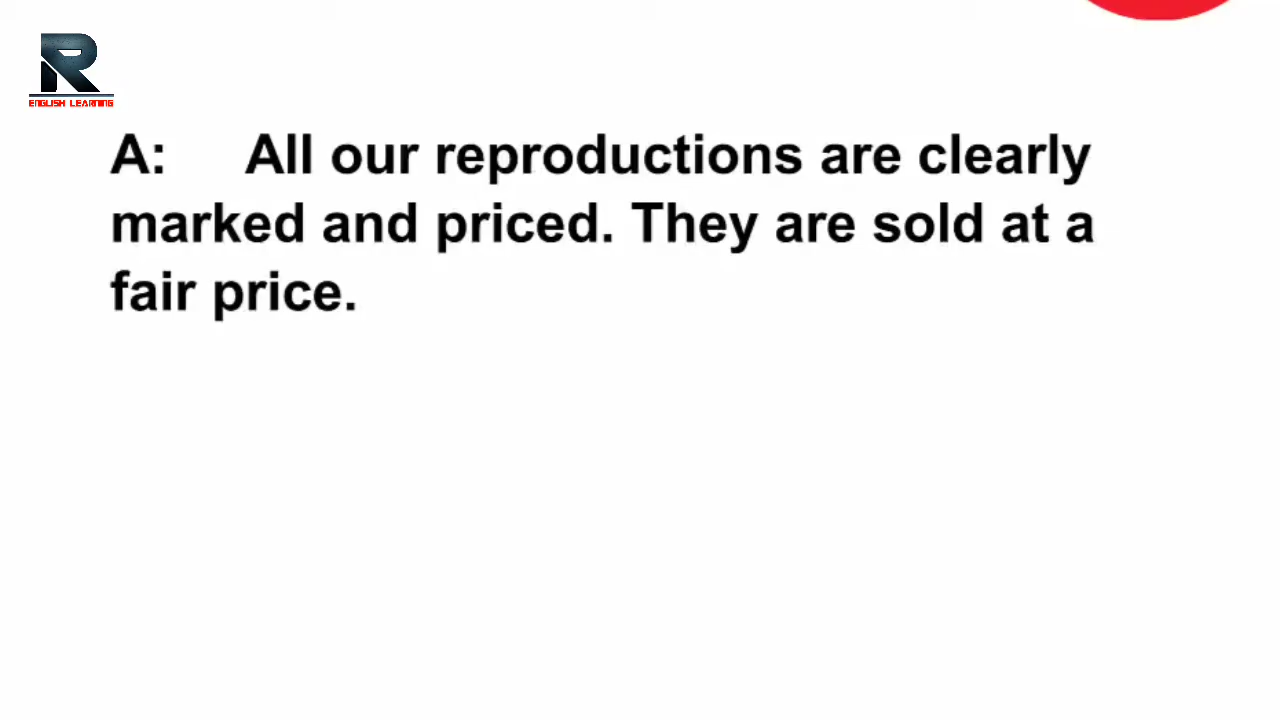 R
ENGLISH LEARNING
A: All our reproductions are clearly
marked and priced. They are sold at a
fair price.